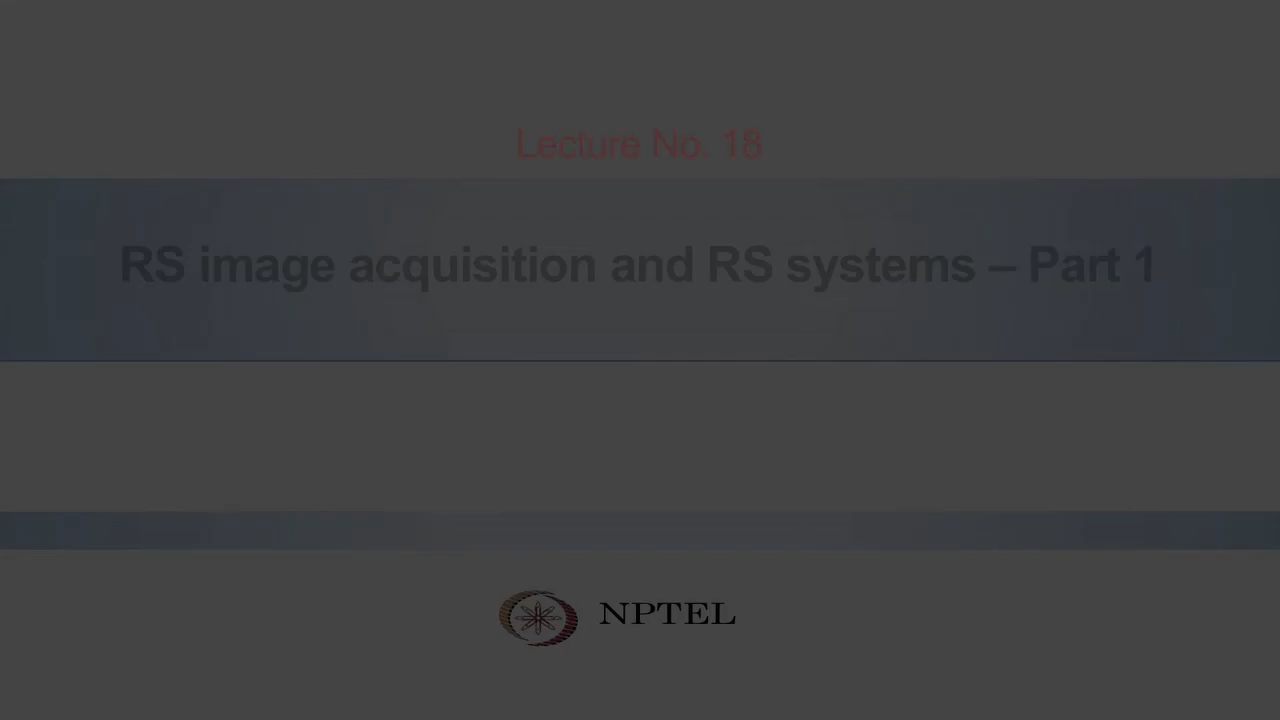 Lecture No. 18
RS image acquisition and RS systems – Part 1
NPTEL